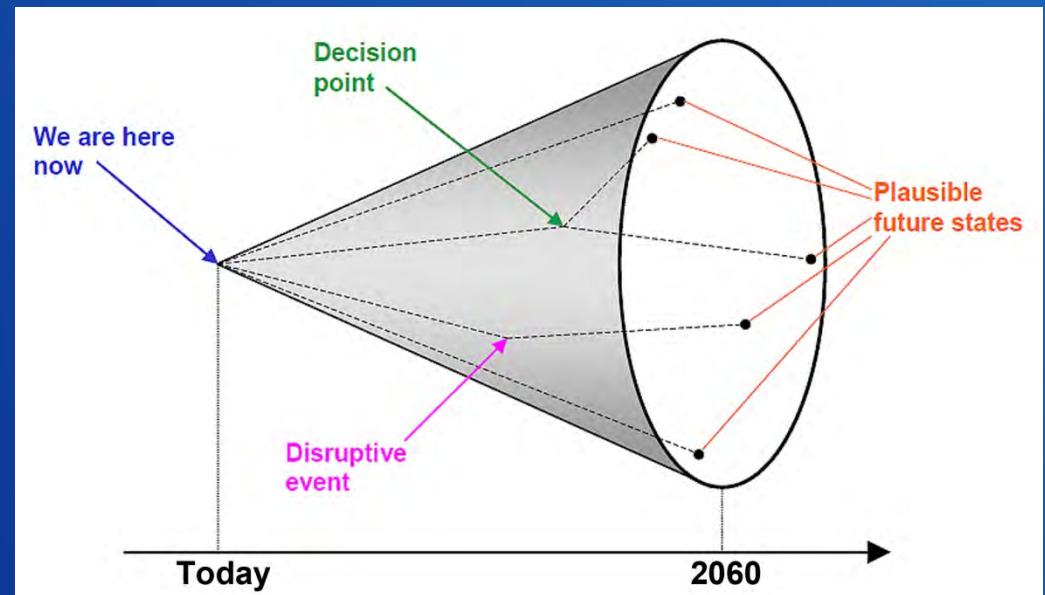 Decision
point
We are here
now
Plausible
future states
Disruptive
event
Today
2060